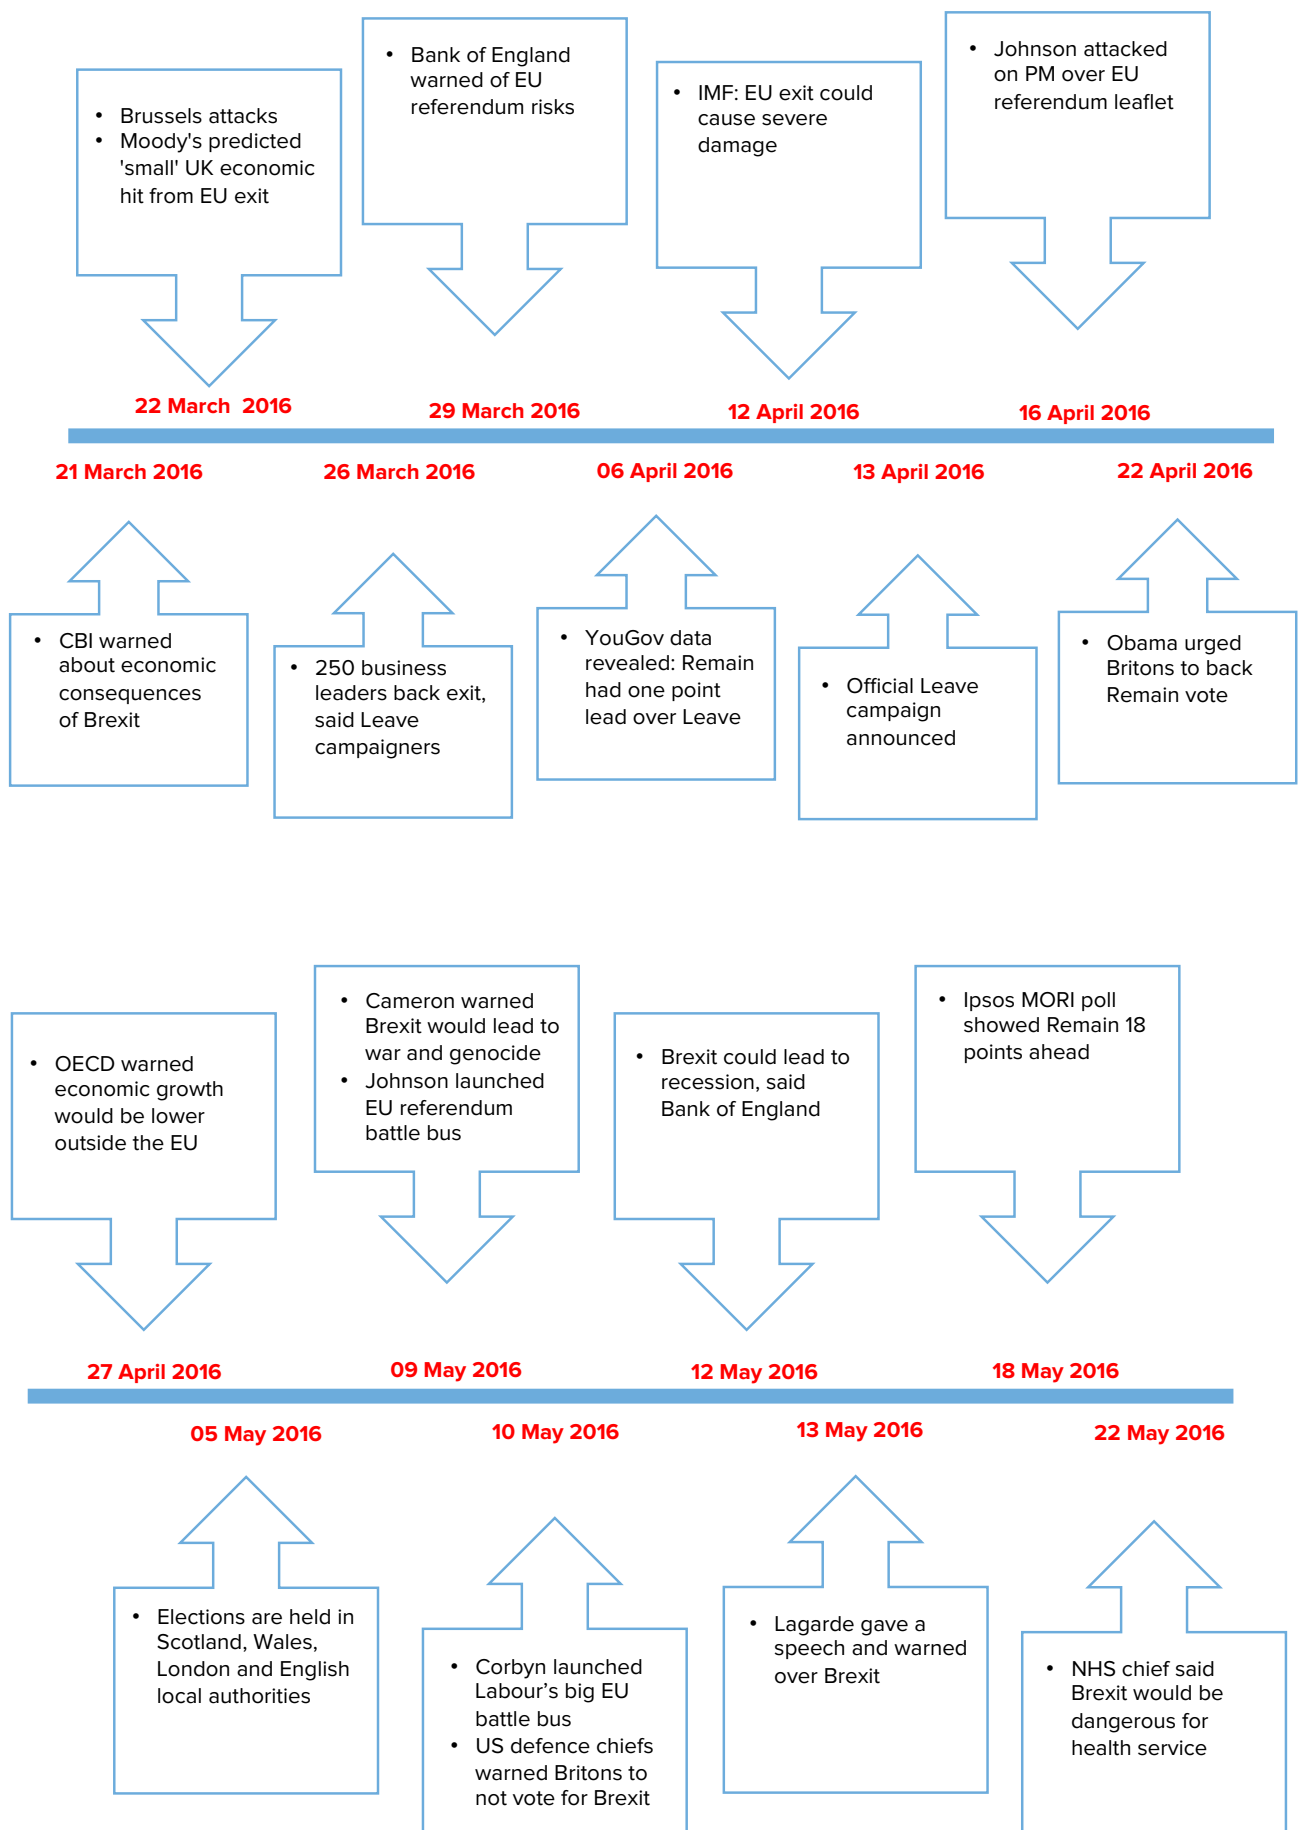 • Brussels attacks
• Moody's predicted
'small' UK economic
hit from EU exit
• Bank of England
warned of EU
referendum risks
• IMF: EU exit could
cause severe
damage
• Johnson attacked
on PM over EU
referendum leaflet
22 March  2016
29 March 2016
12 April 2016
16 April 2016
21 March 2016
26 March 2016
06 April 2016
13 April 2016
22 April 2016
• CBI warned
about economic
consequences
of Brexit
• 250 business
leaders back exit,
said Leave
campaigners
• YouGov data
revealed: Remain
had one point
lead over Leave
• Official Leave
campaign
announced
• Obama urged
Britons to back
Remain vote
• OECD warned
economic growth
would be lower
outside the EU
• Cameron warned
Brexit would lead to
war and genocide
• Johnson launched
EU referendum
battle bus
• Brexit could lead to
recession, said
Bank of England
• Ipsos MORI poll
showed Remain 18
points ahead
27 April 2016
09 May 2016
12 May 2016
18 May 2016
05 May 2016
10 May 2016
13 May 2016
22 May 2016
• Elections are held in
Scotland, Wales,
London and English
local authorities
• Corbyn launched
Labour’s big EU
battle bus
• US defence chiefs
warned Britons to
not vote for Brexit
• Lagarde gave a
speech and warned
over Brexit
• NHS chief said
Brexit would be
dangerous for
health service